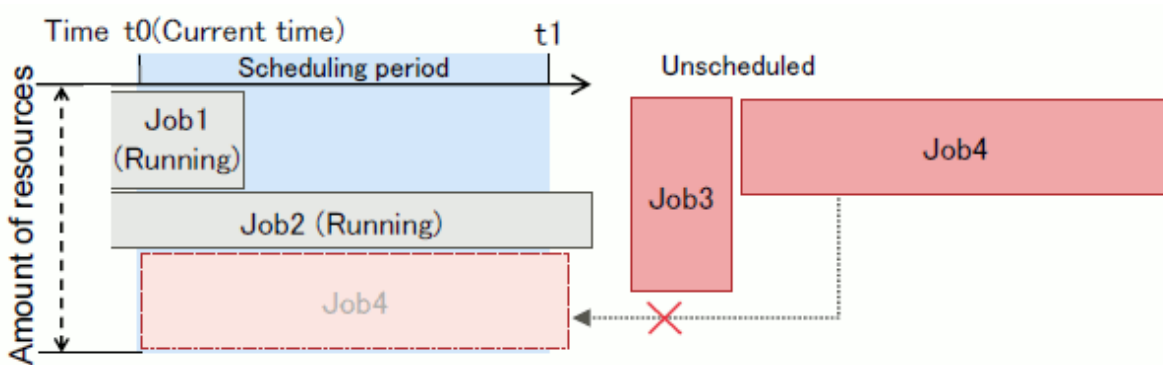 Time t0(Current time)
t1
Scheduling period
Unscheduled
Amount of resources
Job1
(Running)
Job4
Job3
Job2 (Running)
Job4